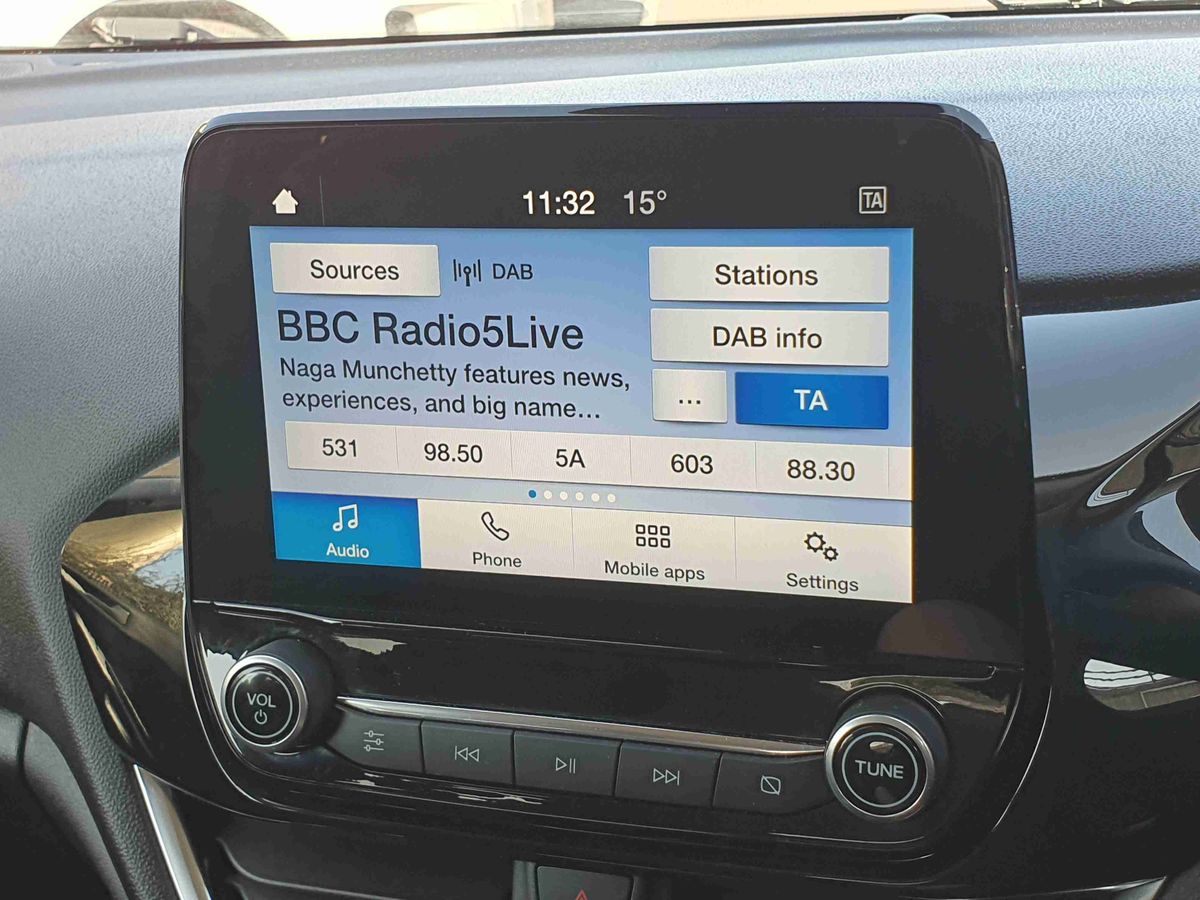 11:32 15° TA
Sources DAB Stations
BBC Radio5Live
DAB info
Naga Munchetty features news,
experiences, and big name...
... TA
531 98.50 5A 603 88.30
Audio Phone Mobile apps Settings
VOL
TUNE